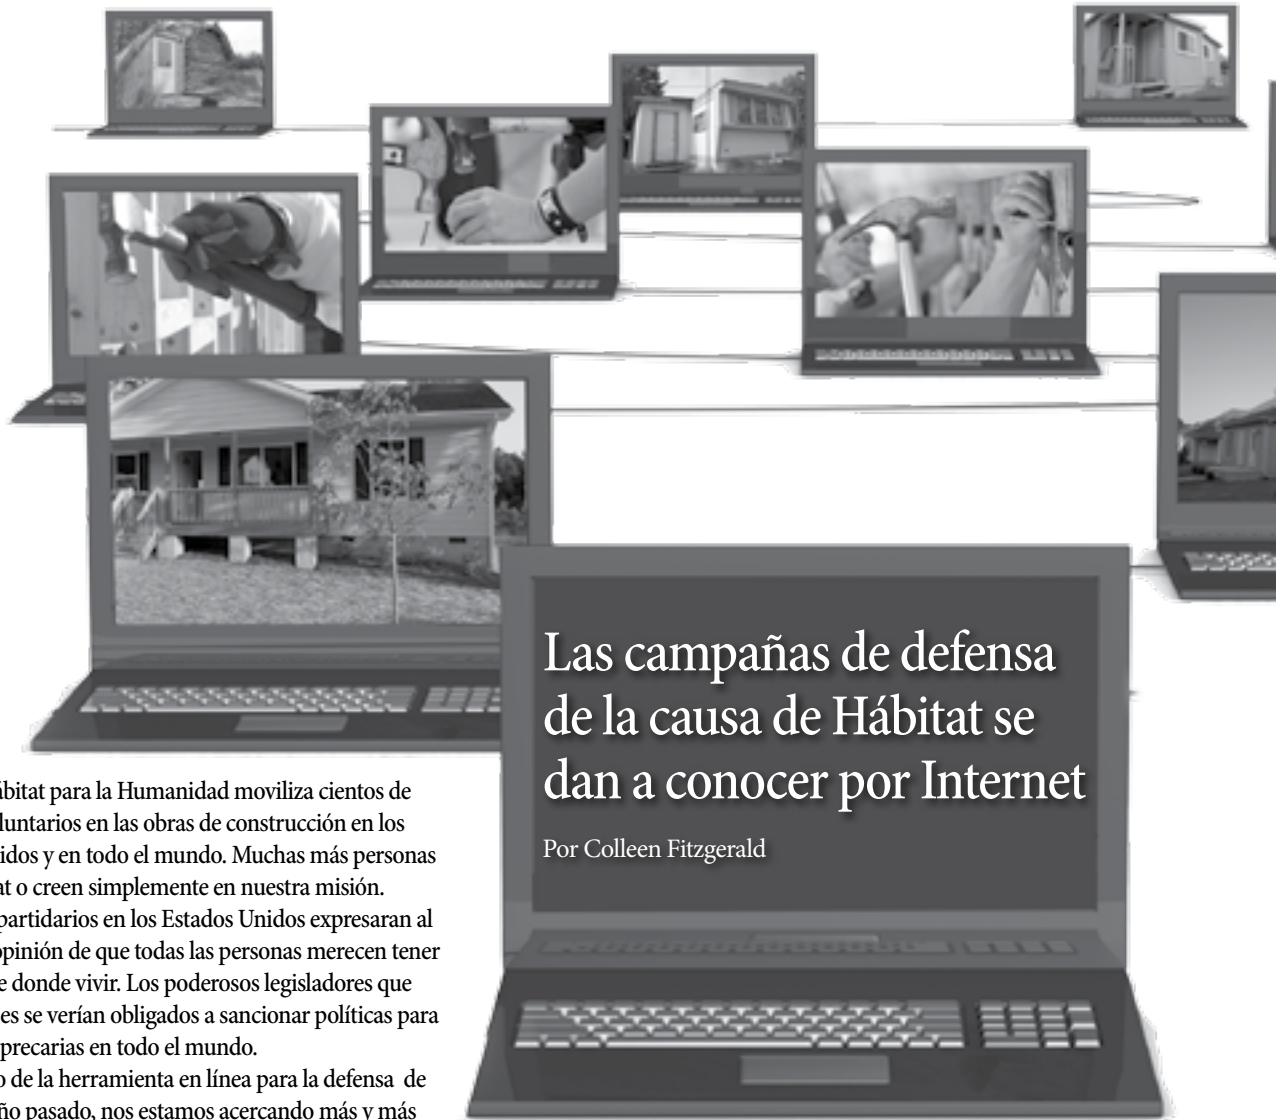 Las campañas de defensa
de la causa de Hábitat se
dan a conocer por Internet
Por Colleen Fitzgerald
ábitat para la Humanidad moviliza cientos de
luntarios en las obras de construcción en los
idos y en todo el mundo. Muchas más personas
at o creen simplemente en nuestra misión.
partidarios en los Estados Unidos expresaran al
opinión de que todas las personas merecen tener
e donde vivir. Los poderosos legisladores que
es se verían obligados a sancionar políticas para
precarias en todo el mundo.
o de la herramienta en línea para la defensa de
ño pasado, nos estamos acercando más y más